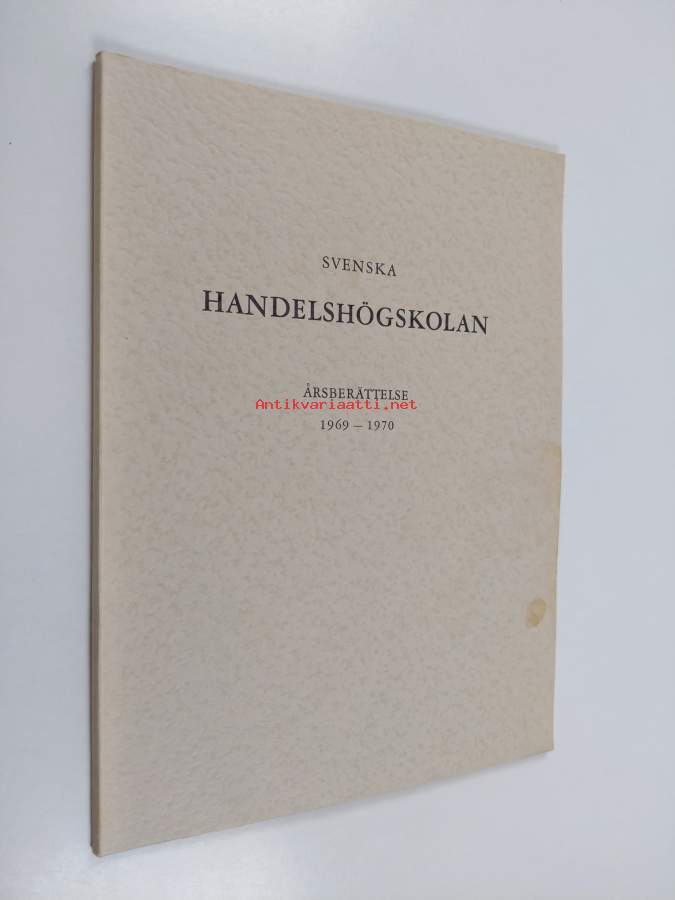 SVENSKA
HANDELSHÖGSKOLAN
ÅRSBERÄTTELSE
Antikvariaatti.net
1969 – 1970